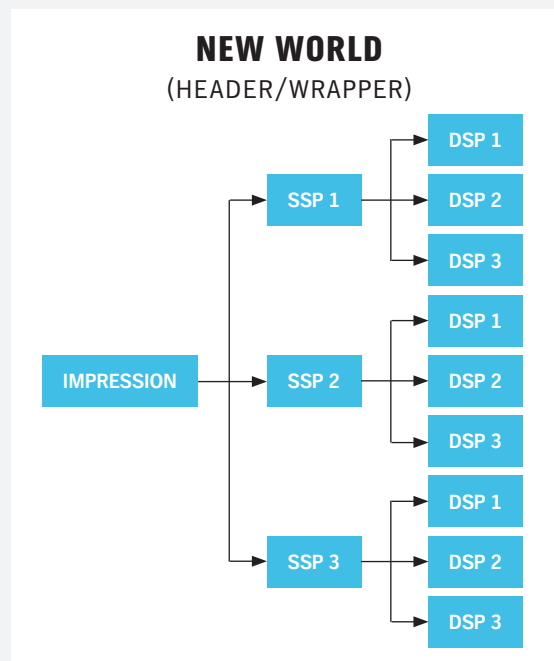 NEW WORLD
(HEADER/WRAPPER)
IMPRESSION
SSP 1
DSP 1
DSP 2
DSP 3
SSP 2
DSP 1
DSP 2
DSP 3
SSP 3
DSP 1
DSP 2
DSP 3